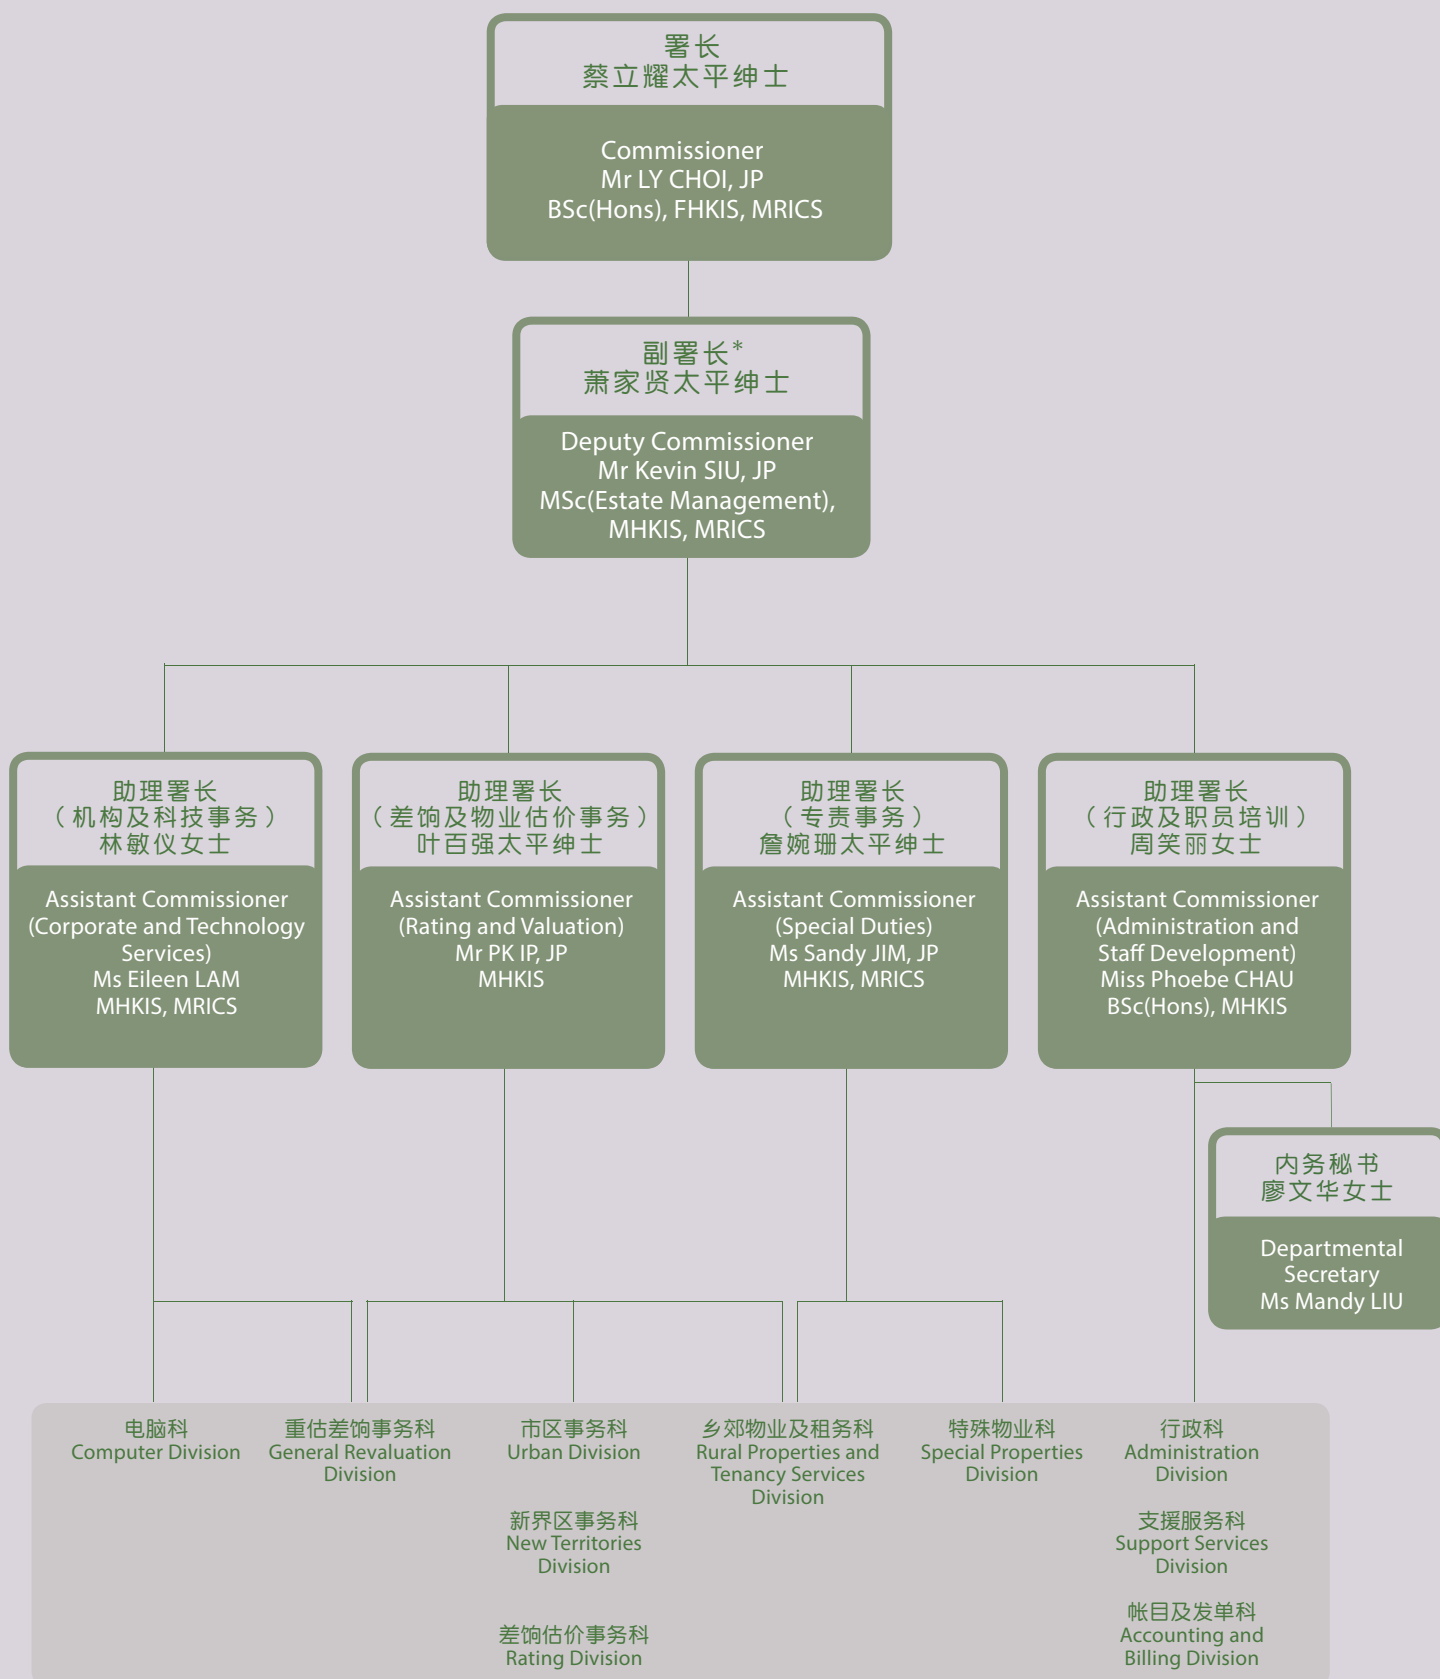 署长
蔡立耀太平绅士
Commissioner
Mr LY CHOI, JP
BSc(Hons), FHKIS, MRICS
副署长*
萧家贤太平绅士
Deputy Commissioner
Mr Kevin SIU, JP
MSc(Estate Management),
MHKIS, MRICS
助理署长
（机构及科技事务）
林敏仪女士
Assistant Commissioner
(Corporate and Technology
Services)
Ms Eileen LAM
MHKIS, MRICS
助理署长
（差饷及物业估价事务）
叶百强太平绅士
Assistant Commissioner
(Rating and Valuation)
Mr PK IP, JP
MHKIS
助理署长
（专责事务）
詹婉珊太平绅士
Assistant Commissioner
(Special Duties)
Ms Sandy JIM, JP
MHKIS, MRICS
助理署长
（行政及职员培训）
周笑丽女士
Assistant Commissioner
(Administration and
Staff Development)
Miss Phoebe CHAU
BSc(Hons), MHKIS
内务秘书
廖文华女士
Departmental
Secretary
Ms Mandy LIU
电脑科
Computer Division
重估差饷事务科
General Revaluation
Division
市区事务科
Urban Division
新界区事务科
New Territories
Division
差饷估价事务科
Rating Division
乡郊物业及租务科
Rural Properties and
Tenancy Services
Division
特殊物业科
Special Properties
Division
行政科
Administration
Division
支援服务科
Support Services
Division
帐目及发单科
Accounting and
Billing Division